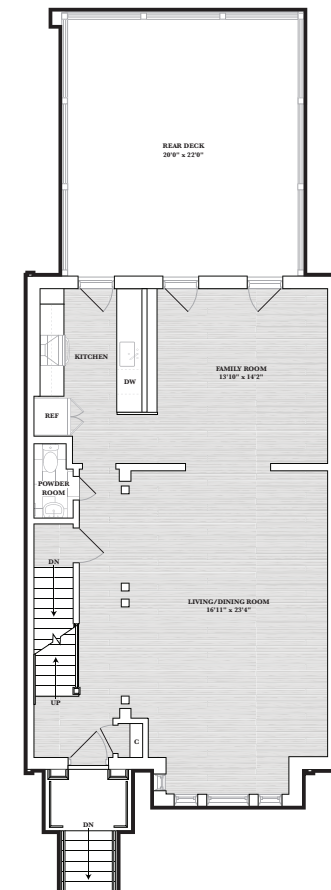 REAR DECK
20'0" x 22'0"
KITCHEN
DW
FAMILY ROOM
13'10" x 14'2"
REF
POWDER
ROOM
DN
LIVING/DINING ROOM
16'11" x 23'4"
UP
C
DN